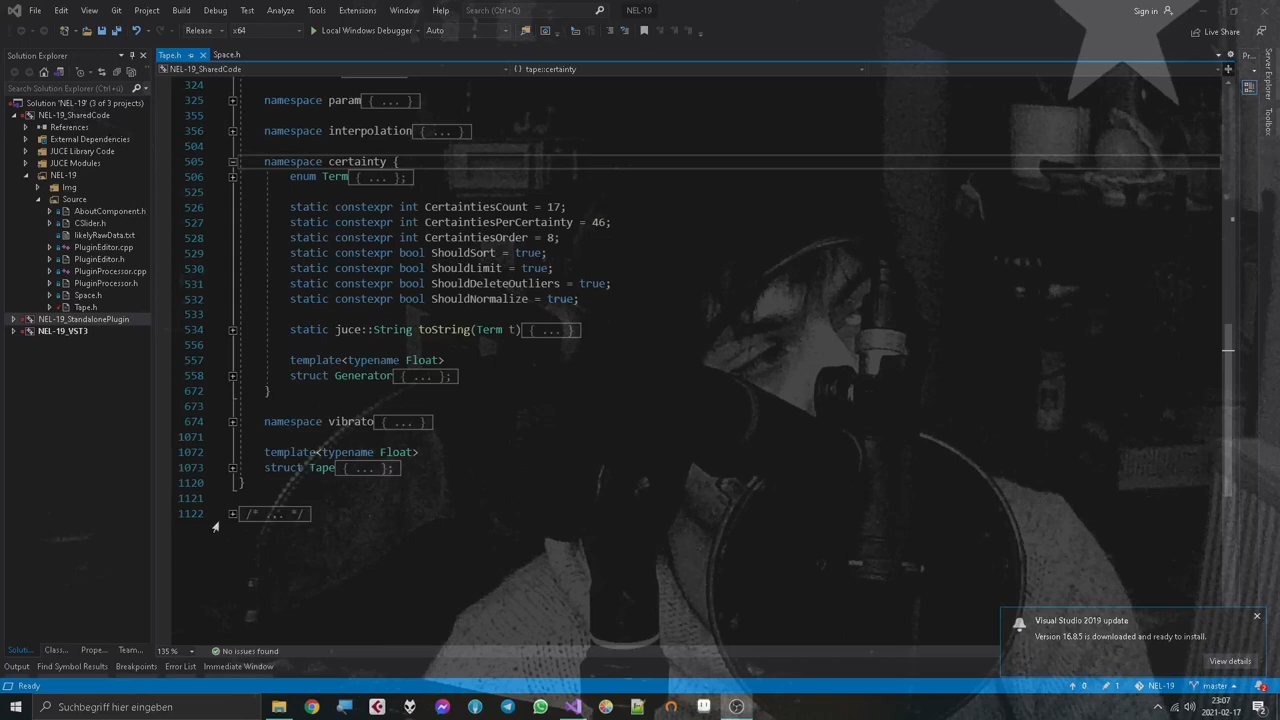 File Edit View Git Project Build Debug Test Analyze Tools Extensions Window Help Search (Ctrl+Q) NEL-19 Sign in
Release x64 Local Windows Debugger Auto Live Share
Solution Explorer
Search Solution Explorer (Ctrl+ü)
Solution 'NEL-19' (3 of 3 projects)
NEL-19_SharedCode
References
External Dependencies
JUCE Library Code
JUCE Modules
NEL-19
Img
Source
AboutComponent.h
CSlider.h
likelyRawData.txt
PluginEditor.cpp
PluginEditor.h
PluginProcessor.cpp
PluginProcessor.h
Space.h
Tape.h
NEL-19_StandalonePlugin
NEL-19_VST3
Soluti... Class... Prope... Team...
Tape.h Space.h
NEL-19_SharedCode {} tape::certainty
324
325 namespace param{ ... }
355
356 namespace interpolation{ ... }
504
505 namespace certainty {
506 enum Term{ ... };
525
526 static constexpr int CertaintiesCount = 17;
527 static constexpr int CertaintiesPerCertainty = 46;
528 static constexpr int CertaintiesOrder = 8;
529 static constexpr bool ShouldSort = true;
530 static constexpr bool ShouldLimit = true;
531 static constexpr bool ShouldDeleteOutliers = true;
532 static constexpr bool ShouldNormalize = true;
533
534 static juce::String toString(Term t){ ... }
556
557 template<typename Float>
558 struct Generator{ ... };
672 }
673
674 namespace vibrato{ ... }
1071
1072 template<typename Float>
1073 struct Tape{ ... };
1120 }
1121
1122 /* ... */
Pr...
Server Explorer
Toolbox
Visual Studio 2019 update
Version 16.8.5 is downloaded and ready to install.
View details
135 % No issues found
Output Find Symbol Results Breakpoints Error List Immediate Window
Ready 0 1 NEL-19 master 2
Suchbegriff hier eingeben
23:07
2021-02-17
2